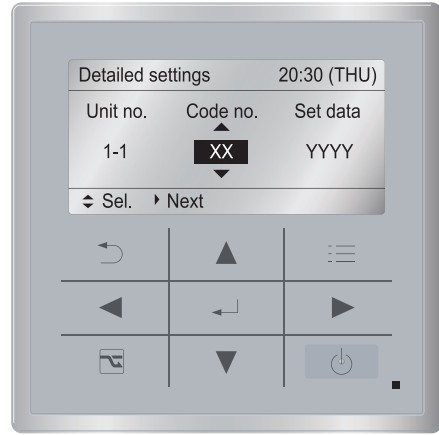 Detailed settings 20:30 (THU)
Unit no. Code no. Set data
1-1 XX YYYY
Sel. Next